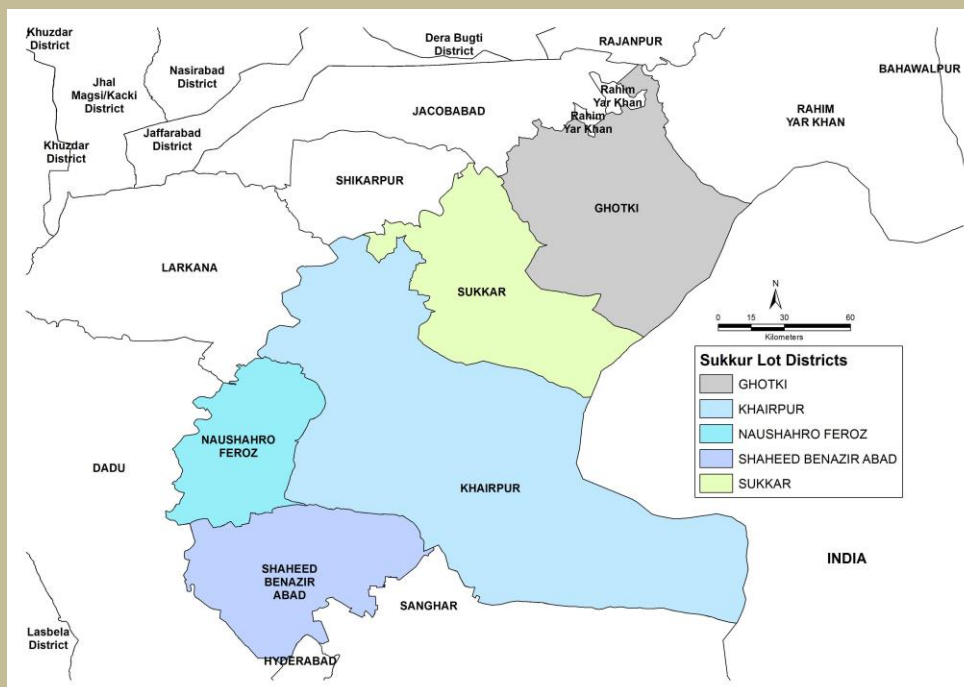 Khuzdar
District
Dera Bugti
District
RAJANPUR
BAHAWALPUR
Nasirabad
District
Jhal
Magsi/Kacki
District
Rahim
Yar Khan
JACOBABAD
RAHIM
YAR KHAN
Rahim
Yar Khan
Jaffarabad
District
Khuzdar
District
SHIKARPUR
GHOTKI
LARKANA
SUKKAR
N
0 15 30 60
Kilometers
Sukkur Lot Districts
GHOTKI
KHAIRPUR
NAUSHAHRO FEROZ
SHAHEED BENAZIR ABAD
SUKKAR
NAUSHAHRO
FEROZ
DADU
KHAIRPUR
INDIA
SHAHEED
BENAZIR
ABAD
SANGHAR
Lasbela
District
HYDERABAD